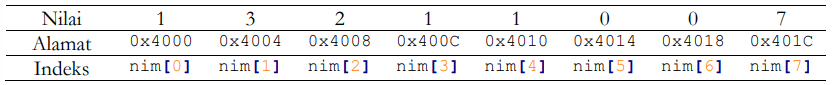 Nilai 1 3 2 1 1 0 0 7
Alamat 0x4000 0x4004 0x4008 0x400C 0x4010 0x4014 0x4018 0x401C
Indeks nim[0] nim[1] nim[2] nim[3] nim[4] nim[5] nim[6] nim[7]